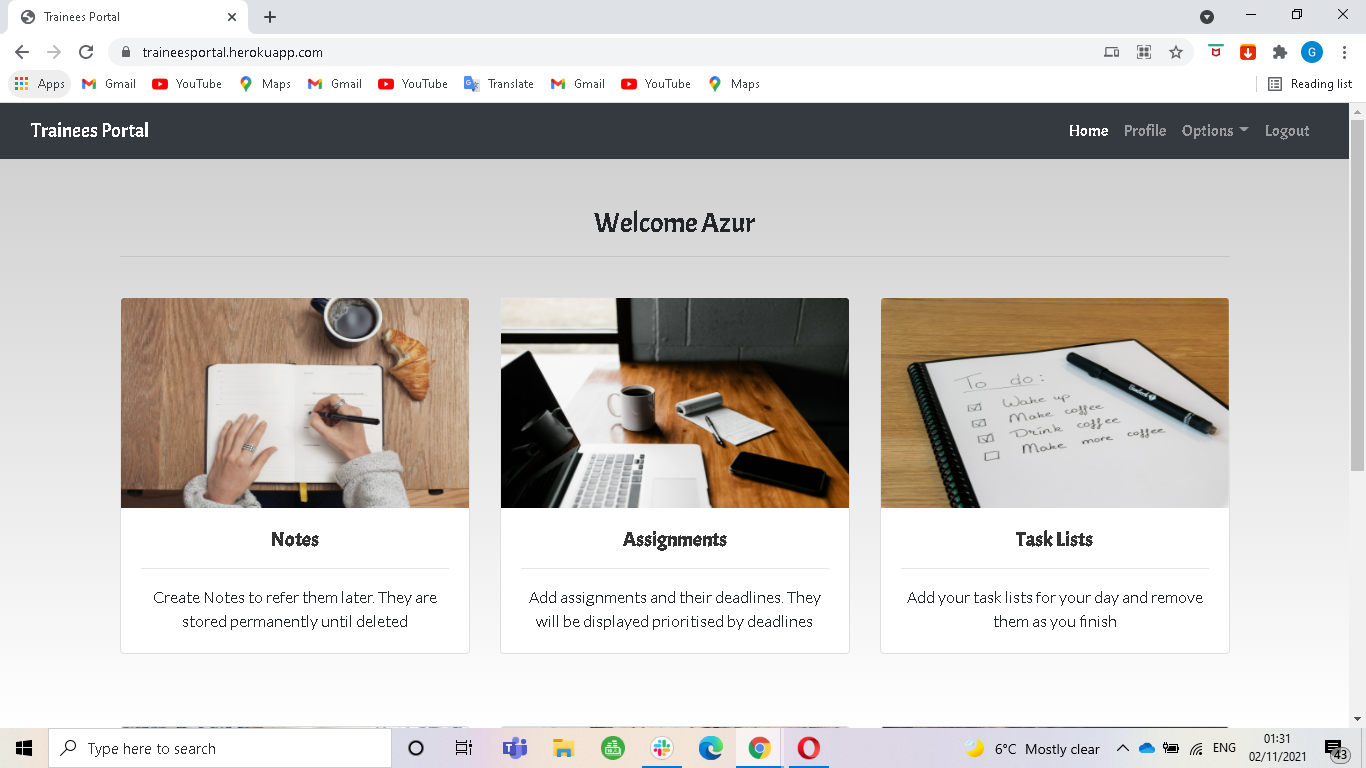 Trainees Portal
traineesportal.herokuapp.com
G
Apps
Gmail
YouTube
Maps
Gmail
YouTube
Translate
Gmail
YouTube
Maps
Reading list
Trainees Portal
Home
Profile
Options
Logout
Welcome Azur
To do:
Wake up
Make coffee
Drink coffee
Make more coffee
Notes
Create Notes to refer them later. They are
stored permanently until deleted
Assignments
Add assignments and their deadlines. They
will be displayed prioritised by deadlines
Task Lists
Add your task lists for your day and remove
them as you finish
Type here to search
6°C Mostly clear
ENG
01:31
02/11/2021
43